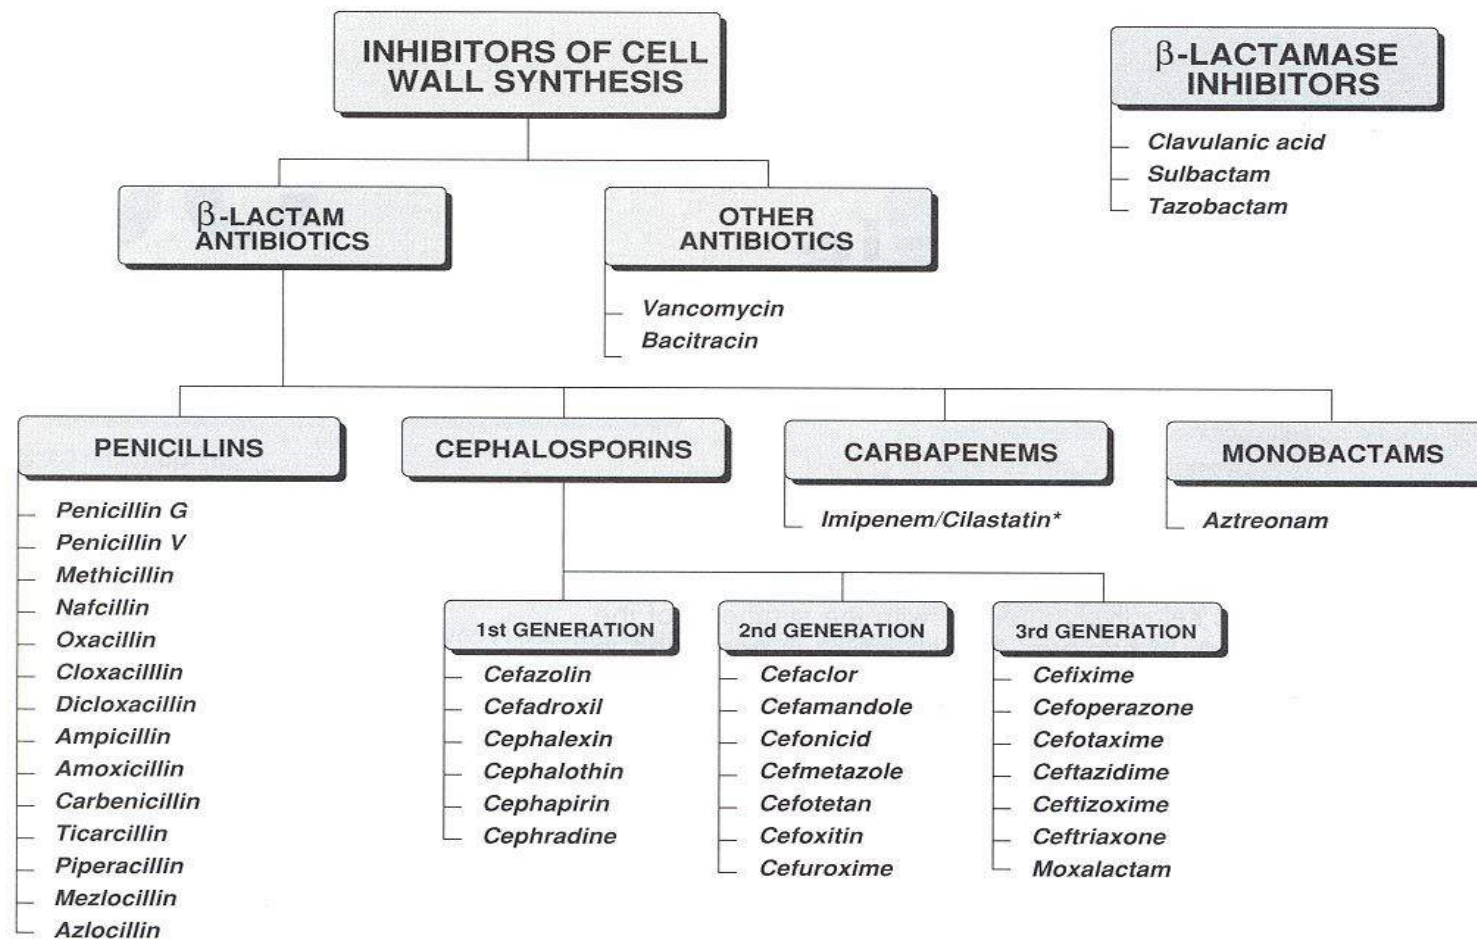 INHIBITORS OF CELL
WALL SYNTHESIS
β-LACTAMASE
INHIBITORS
Clavulanic acid
Sulbactam
Tazobactam
β-LACTAM
ANTIBIOTICS
OTHER
ANTIBIOTICS
Vancomycin
Bacitracin
PENICILLINS
Penicillin G
Penicillin V
Methicillin
Nafcillin
Oxacillin
Cloxacilllin
Dicloxacillin
Ampicillin
Amoxicillin
Carbenicillin
Ticarcillin
Piperacillin
Mezlocillin
Azlocillin
CEPHALOSPORINS
1st GENERATION
Cefazolin
Cefadroxil
Cephalexin
Cephalothin
Cephapirin
Cephradine
2nd GENERATION
Cefaclor
Cefamandole
Cefonicid
Cefmetazole
Cefotetan
Cefoxitin
Cefuroxime
3rd GENERATION
Cefixime
Cefoperazone
Cefotaxime
Ceftazidime
Ceftizoxime
Ceftriaxone
Moxalactam
CARBAPENEMS
Imipenem/Cilastatin*
MONOBACTAMS
Aztreonam